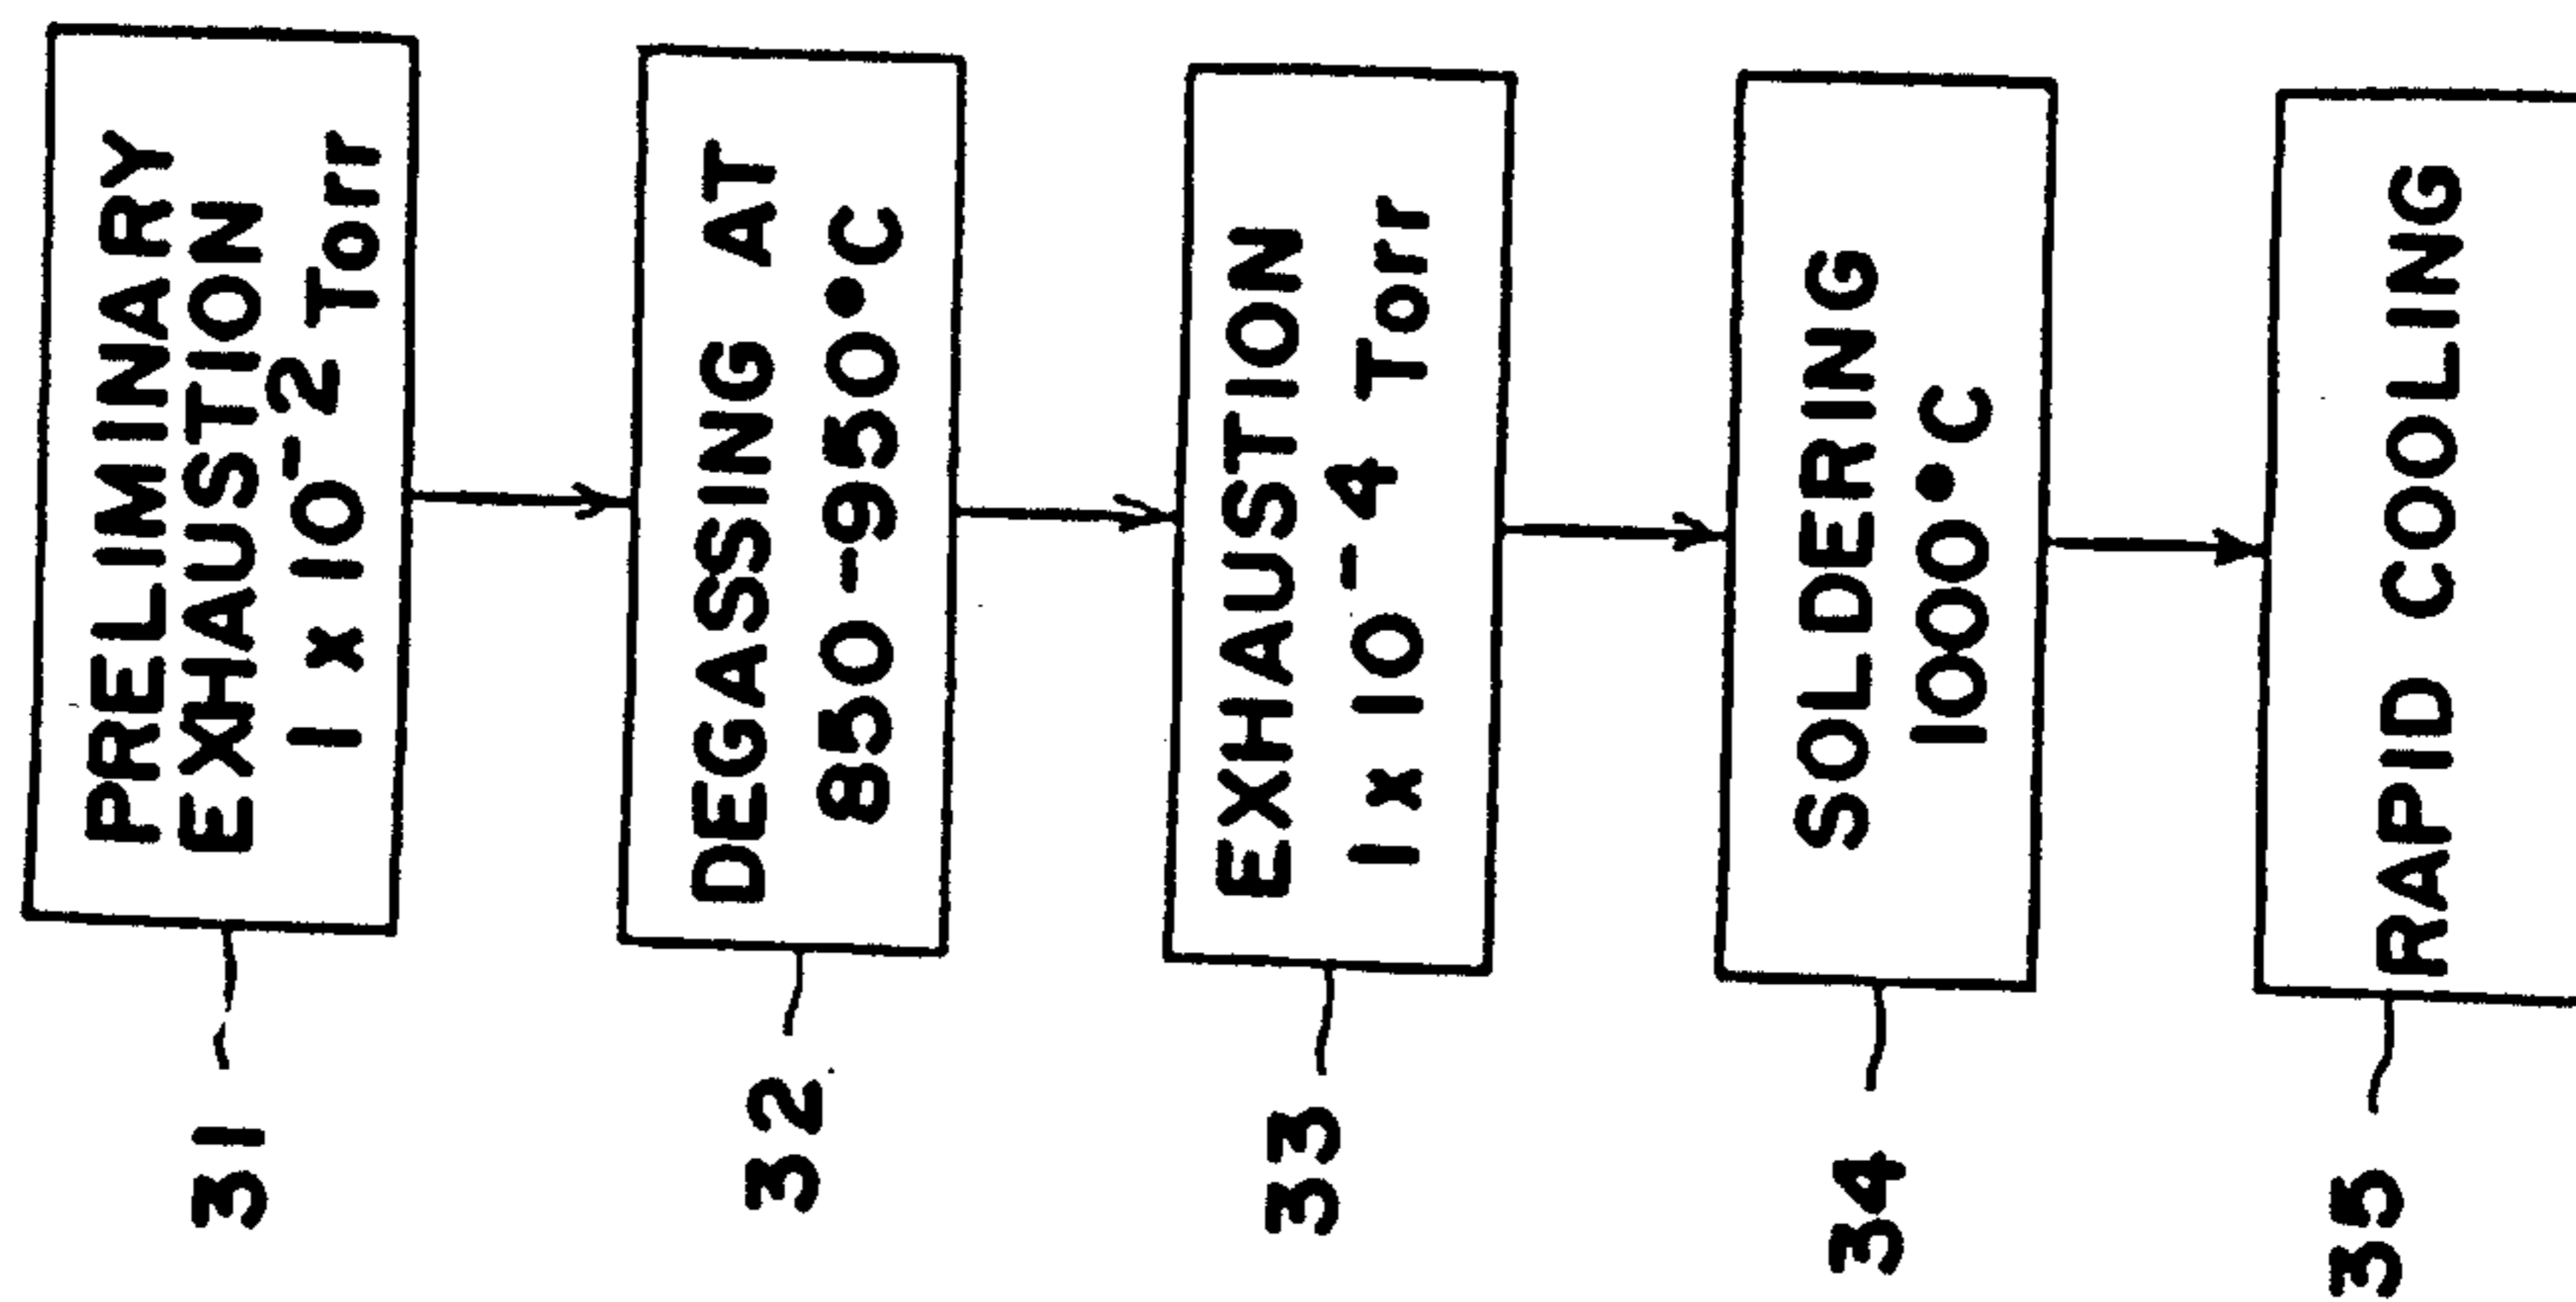 31
PRELIMINARY
EXHAUSTION
1 x 10⁻² Torr
32
DEGASSING AT
850-950°C
33
EXHAUSTION
1 x 10⁻⁴ Torr
34
SOLDERING
1000°C
35
RAPID COOLING